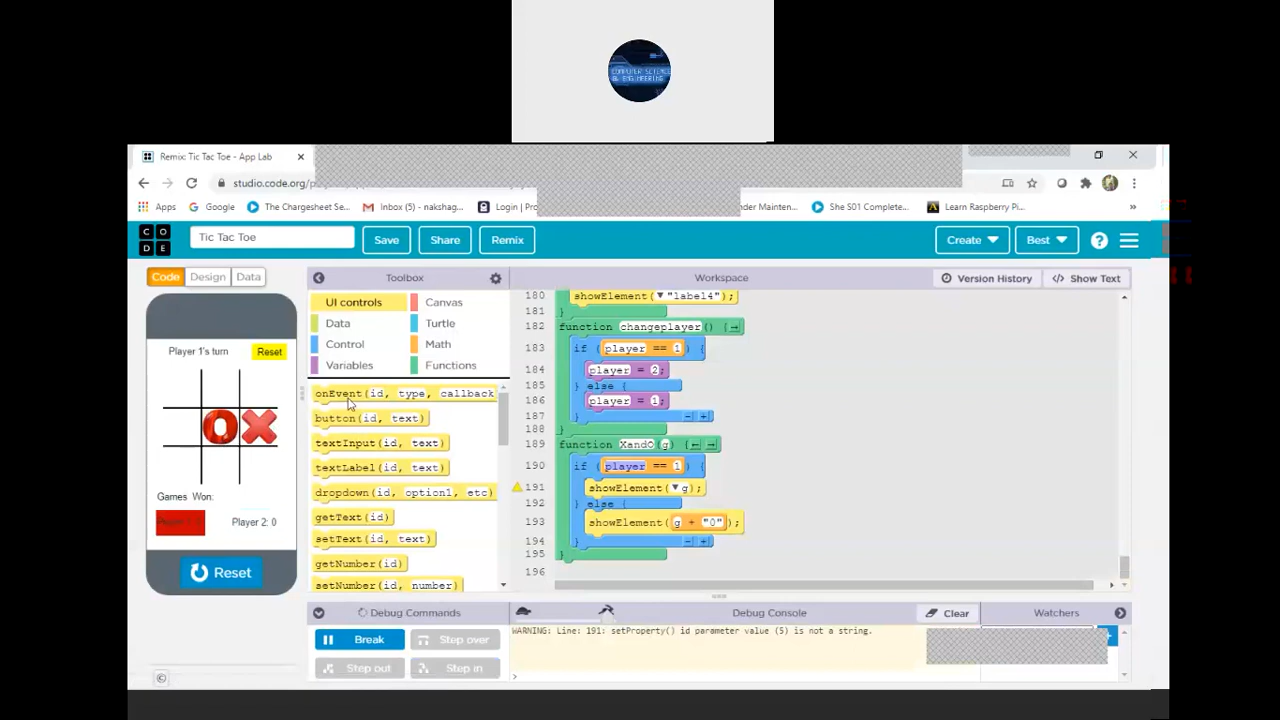 COMPUTER SCIENCE
& ENGINEERING
Remix: Tic Tac Toe - App Lab
studio.code.org/
Apps Google The Chargesheet Se... Inbox (5) - nakshag... Login | Mainten... She S01 Complete... Learn Raspberry Pi... »
CO
DE
Tic Tac Toe Save Share Remix Create Best ?
Code Design Data Toolbox Workspace Version History </> Show Text
UI controls Canvas
Data Turtle
Control Math
Variables Functions
onEvent(id, type, callback
button(id, text)
textInput(id, text)
textLabel(id, text)
dropdown(id, option1, etc)
getText(id)
setText(id, text)
getNumber(id)
setNumber(id, number)
Player 1's turn Reset
Games Won:
Player 2: 0
Reset
180 showElement(▼"label4");
181 }
182 function changeplayer() {
183 if (player == 1) {
184 player = 2;
185 } else {
186 player = 1;
187 }
188 }
189 function XandO(g) {
190 if (player == 1) {
191 showElement(▼g);
192 } else {
193 showElement(g + "0");
194 }
195 }
196
Debug Commands Debug Console Clear Watchers
Break Step over
Step out Step in
WARNING: Line: 191: setProperty() id parameter value (5) is not a string.
>